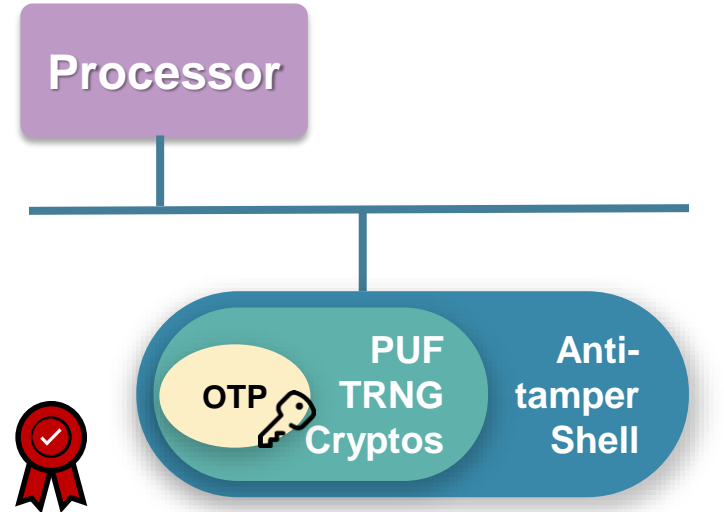 Processor
OTP
PUF
TRNG
Cryptos
Anti-
tamper
Shell